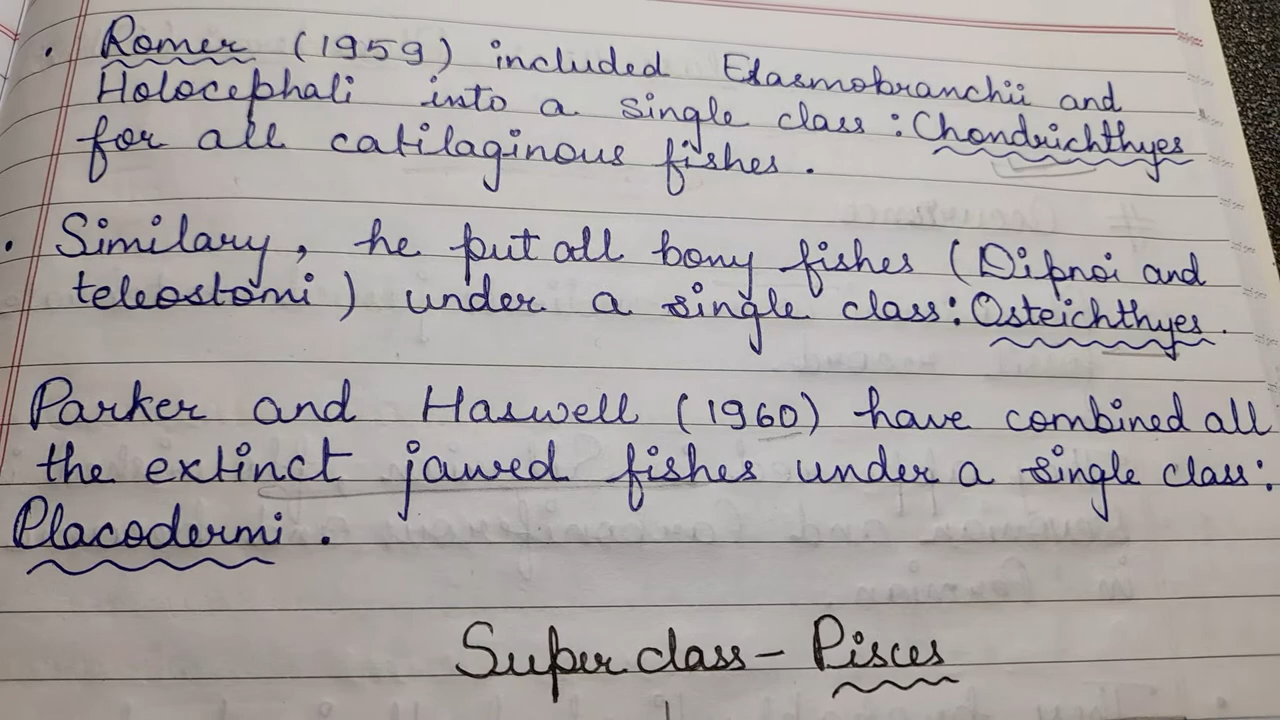 . Romer (1959) included Elasmobranchii and
Holocephali into a single class : Chondrichthyes
for all catilaginous fishes .
. Similary, he put all bony fishes (Dipnoi and
teleostomi) under a single class: Osteichthyes.
Parker and Haswell (1960) have combined all
the extinct jawed fishes under a single class:
Placodermi .
Super class - Pisces